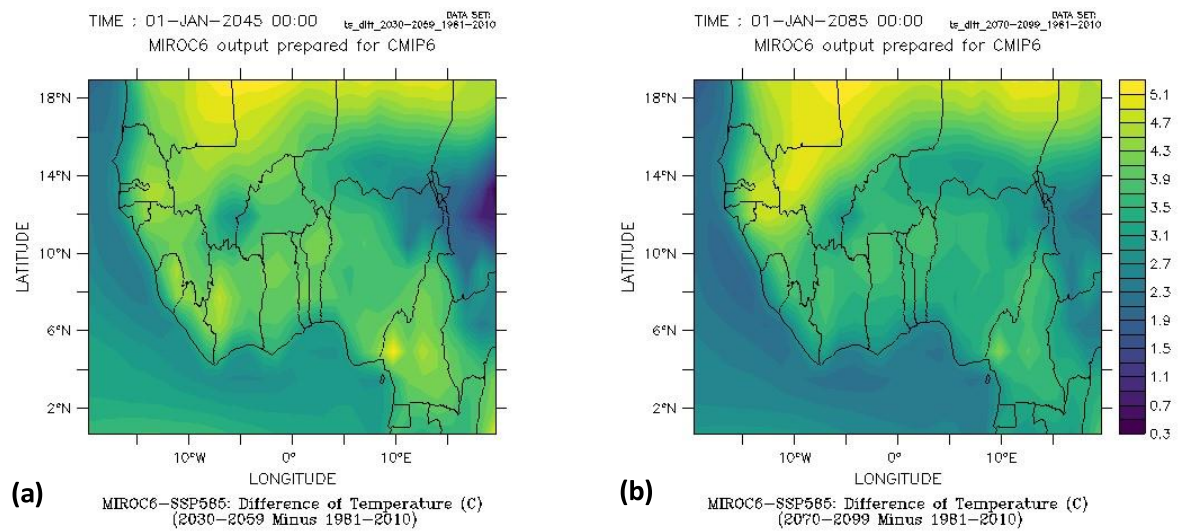 TIME : 01-JAN-2045 00:00
DATA SET:
ts_diff_2030-2059_1981-2010
MIROC6 output prepared for CMIP6
18°N
14°N
10°N
6°N
2°N
LATITUDE
10°W 0° 10°E
LONGITUDE
(a)
MIROC6-SSP585: Difference of Temperature (C)
(2030-2059 Minus 1981-2010)
TIME : 01-JAN-2085 00:00
DATA SET:
ts_diff_2070-2099_1981-2010
MIROC6 output prepared for CMIP6
18°N
14°N
10°N
6°N
2°N
LATITUDE
10°W 0° 10°E
LONGITUDE
5.1
4.7
4.3
3.9
3.5
3.1
2.7
2.3
1.9
1.5
1.1
0.7
0.3
(b)
MIROC6-SSP585: Difference of Temperature (C)
(2070-2099 Minus 1981-2010)